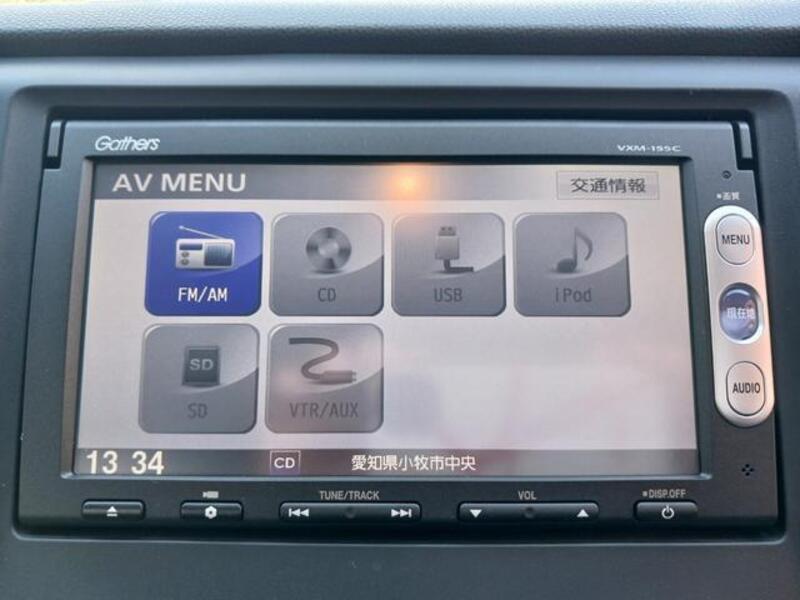 Gathers
VXM-155C
AV MENU
交通情報
■画質
MENU
FM/AM
CD
USB
iPod
現在地
SD
SD
VTR/AUX
AUDIO
13 34
CD
愛知県小牧市中央
TUNE/TRACK
VOL
■DISP.OFF